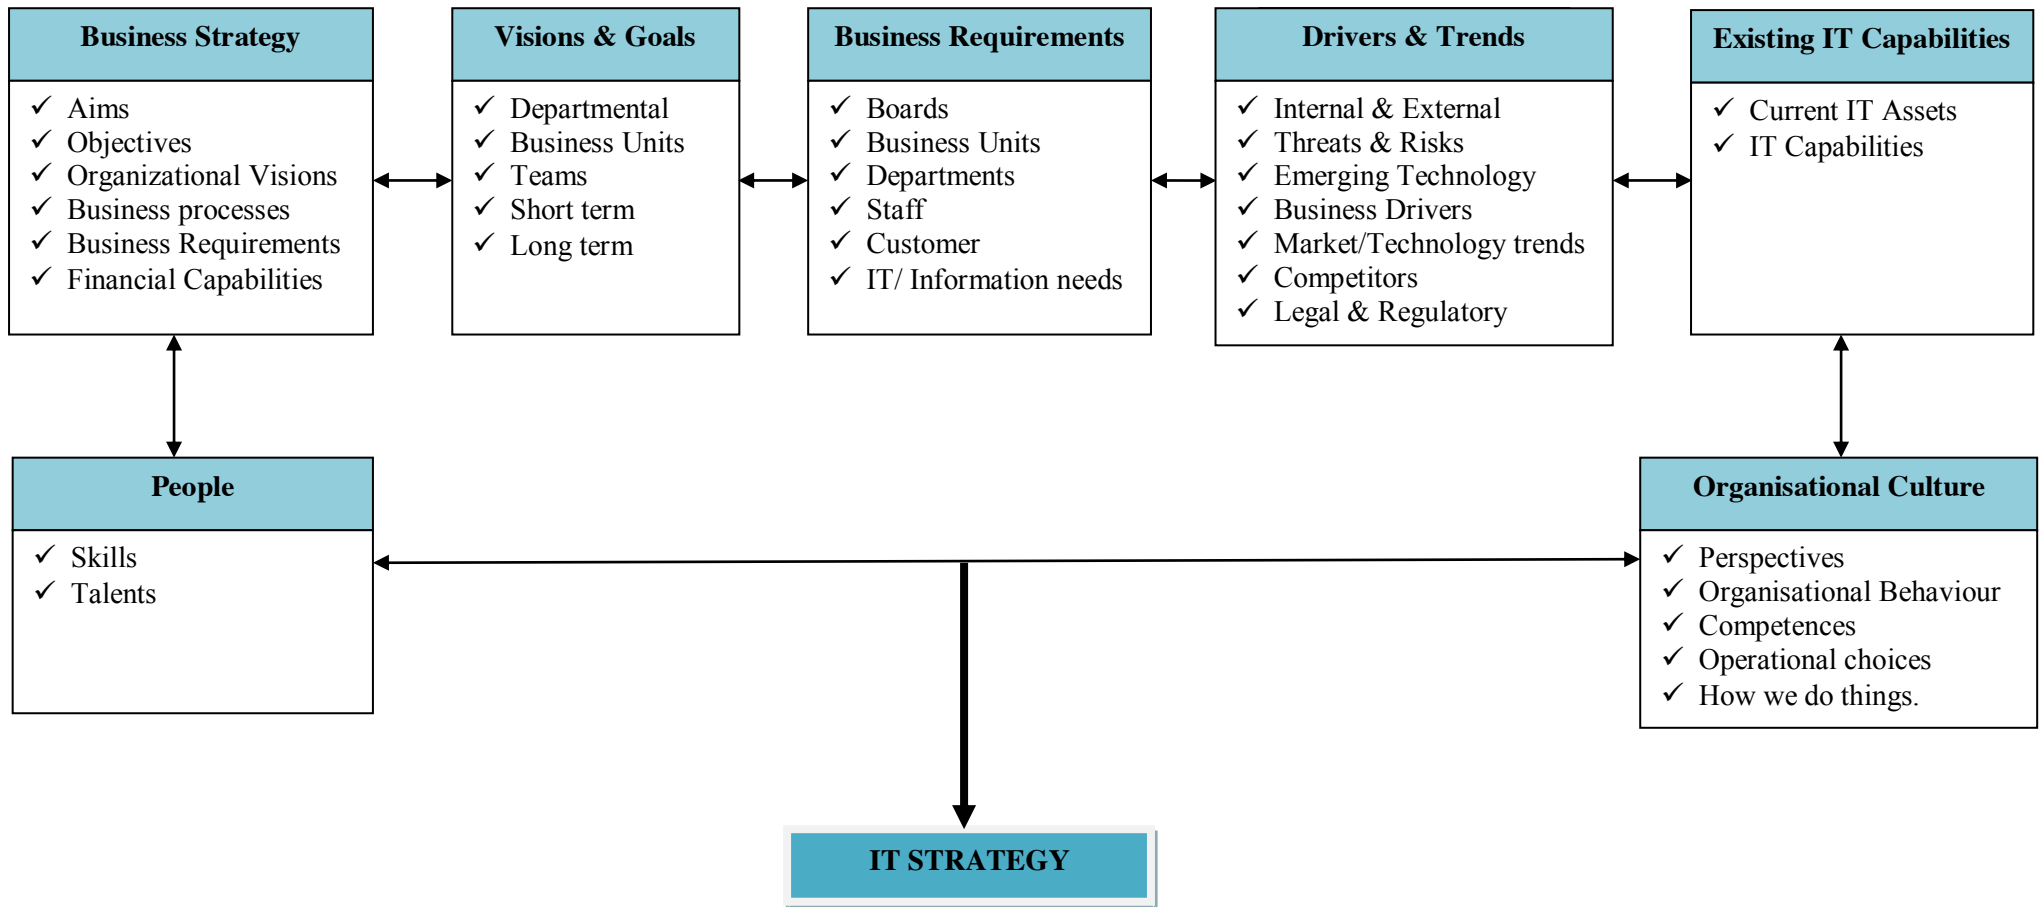 Business Strategy
✓ Aims
✓ Objectives
✓ Organizational Visions
✓ Business processes
✓ Business Requirements
✓ Financial Capabilities
Visions & Goals
✓ Departmental
✓ Business Units
✓ Teams
✓ Short term
✓ Long term
Business Requirements
✓ Boards
✓ Business Units
✓ Departments
✓ Staff
✓ Customer
✓ IT/ Information needs
Drivers & Trends
✓ Internal & External
✓ Threats & Risks
✓ Emerging Technology
✓ Business Drivers
✓ Market/Technology trends
✓ Competitors
✓ Legal & Regulatory
Existing IT Capabilities
✓ Current IT Assets
✓ IT Capabilities
People
✓ Skills
✓ Talents
Organisational Culture
✓ Perspectives
✓ Organisational Behaviour
✓ Competences
✓ Operational choices
✓ How we do things.
IT STRATEGY